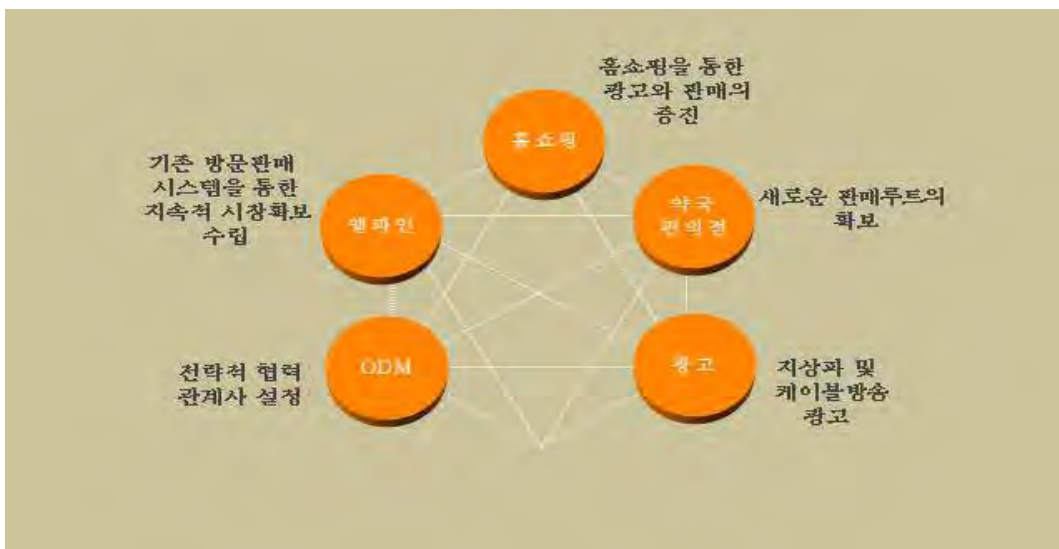 홈쇼핑을 통한
광고와 판매의
증진
홈쇼핑
기존 방문판매
시스템을 통한
지속적 시장확보
수립
웰파인
약국
편의점
새로운 판매루트의
확보
전략적 협력
관계사 설정
ODM
광고
지상파 및
케이블방송
광고